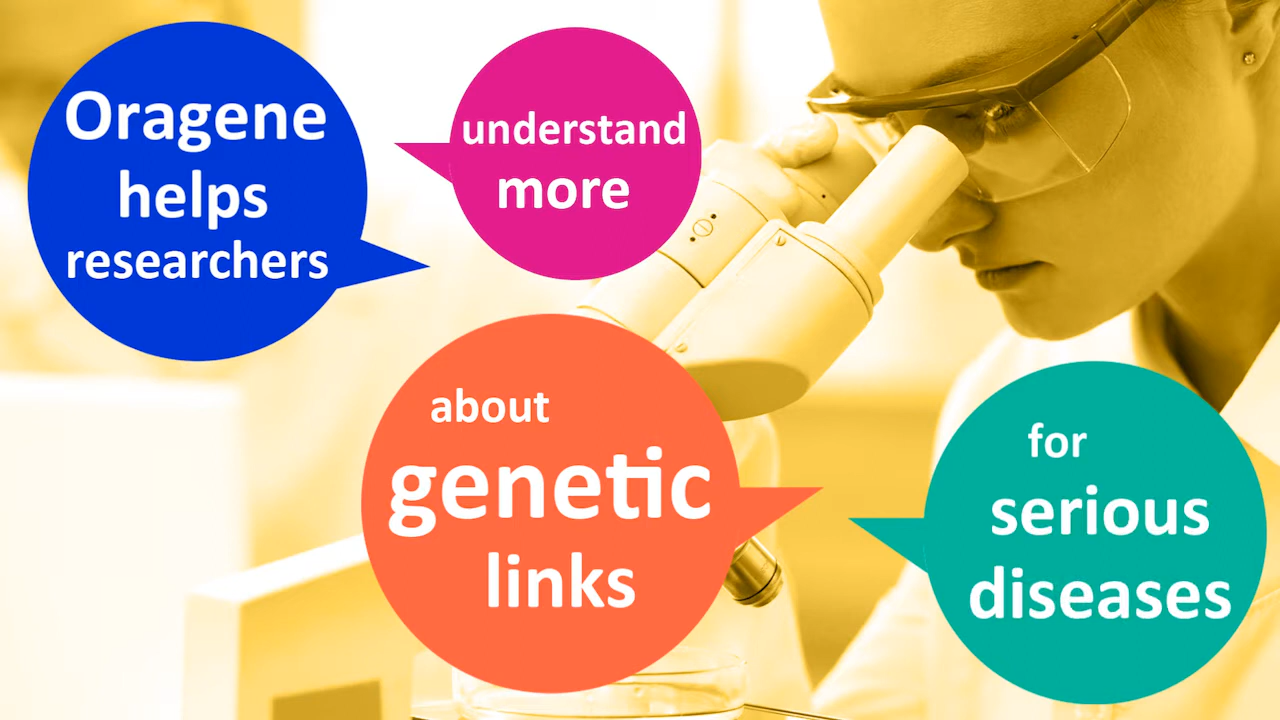 Oragene
helps
researchers
understand
more
about
genetic
links
for
serious
diseases